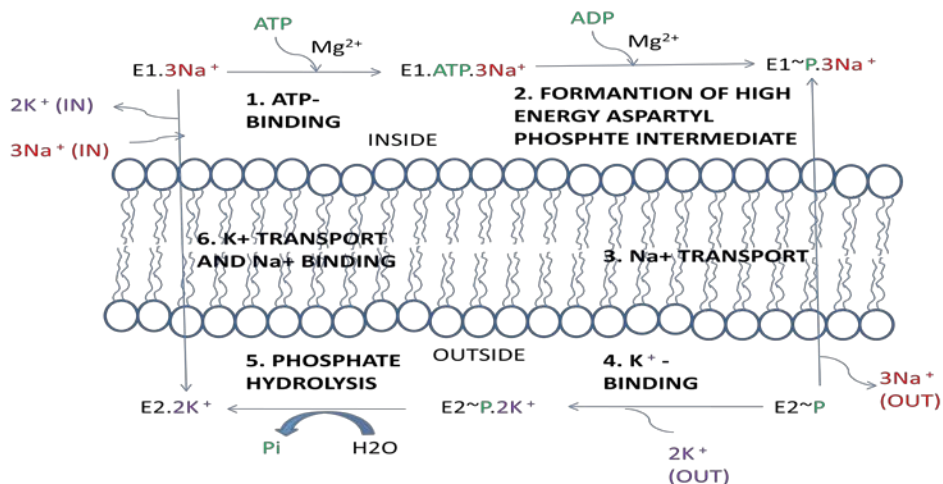 ATP
Mg²⁺
ADP
Mg²⁺
E1.3Na⁺
E1.ATP.3Na⁺
E1~P.3Na⁺
2K⁺ (IN)
3Na⁺ (IN)
1. ATP-
BINDING
2. FORMANTION OF HIGH
ENERGY ASPARTYL
PHOSPHTE INTERMEDIATE
INSIDE
6. K+ TRANSPORT
AND Na+ BINDING
3. Na+ TRANSPORT
OUTSIDE
5. PHOSPHATE
HYDROLYSIS
4. K⁺ -
BINDING
3Na⁺
(OUT)
E2.2K⁺
E2~P.2K⁺
E2~P
Pi
H2O
2K⁺
(OUT)